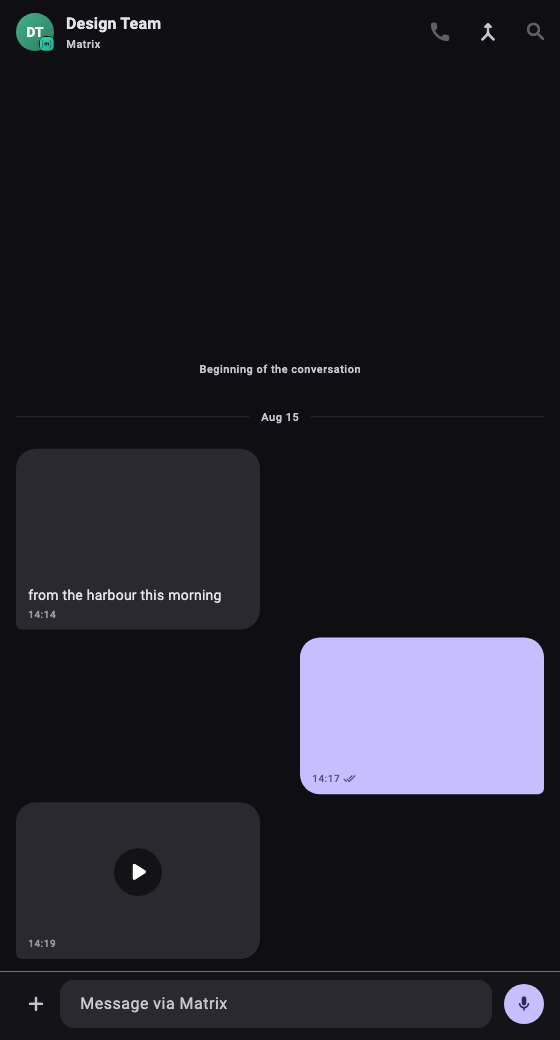 DT
Design Team
Matrix
Beginning of the conversation
Aug 15
from the harbour this morning
14:14
14:17
14:19
Message via Matrix